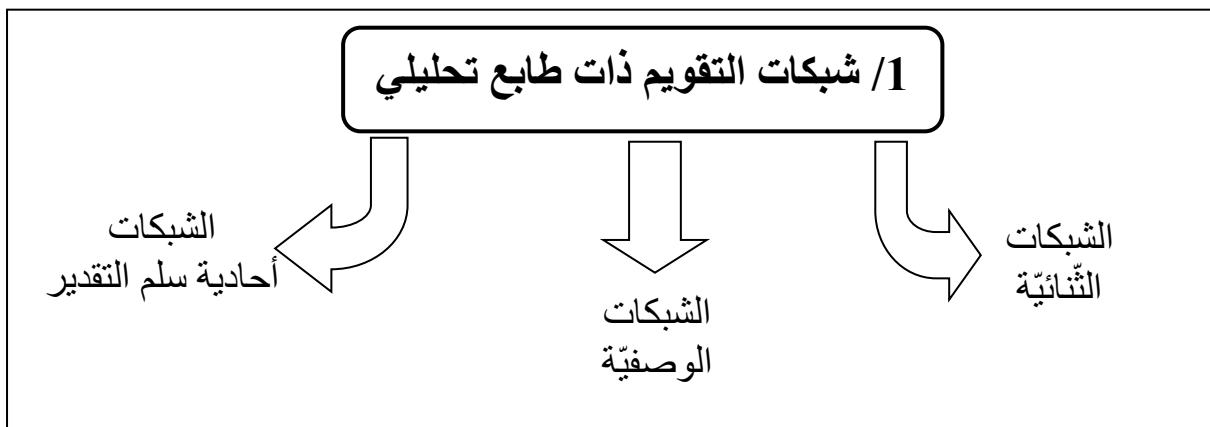 1/ شبكات التقويم ذات طابع تحليلي
الشبكات
الثّنائيّة
الشبكات
الوصفيّة
الشبكات
أحادية سلم التقدير